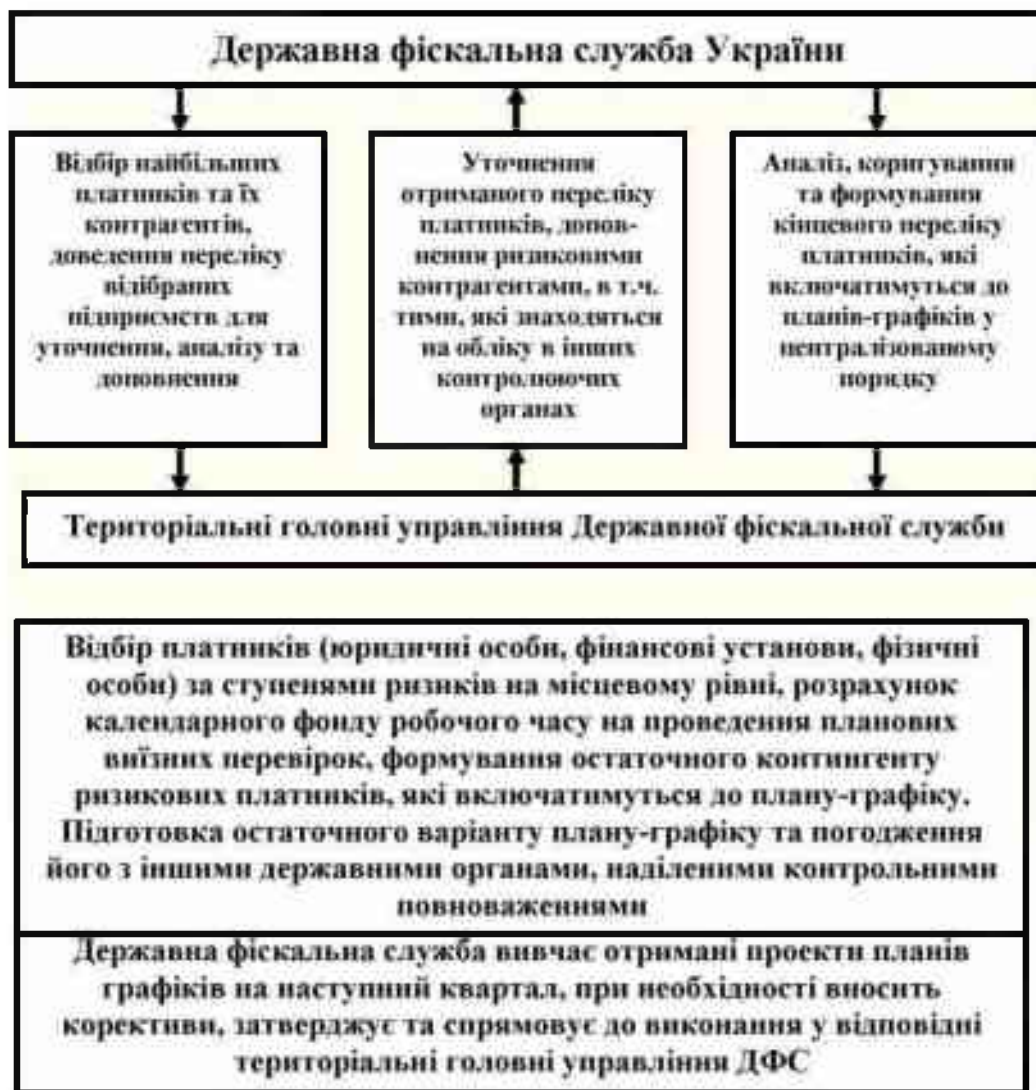 Державна фіскальна служба України
Відбір найбільших
платників та їх
контрагентів,
доведення переліку
відібраних
підприємств для
уточнення, аналізу та
доповнення
Уточнення
отриманого переліку
платників, допов-
нення ризиковими
контрагентами, в т.ч.
тими, які знаходяться
на обліку в інших
контролюючих
органах
Аналіз, коригування
та формування
кінцевого переліку
платників, які
включатимуться до
планів-графіків у
централізованому
порядку
Територіальні головні управління Державної фіскальної служби
Відбір платників (юридичні особи, фінансові установи, фізичні
особи) за ступенями ризиків на місцевому рівні, розрахунок
календарного фонду робочого часу на проведення планових
виїзних перевірок, формування остаточного контингенту
ризикових платників, які включатимуться до плану-графіку.
Підготовка остаточного варіанту плану-графіку та погодження
його з іншими державними органами, наділеними контрольними
повноваженнями
Державна фіскальна служба вивчає отримані проекти планів
графіків на наступний квартал, при необхідності вносить
корективи, затверджує та спрямовує до виконання у відповідні
територіальні головні управління ДФС